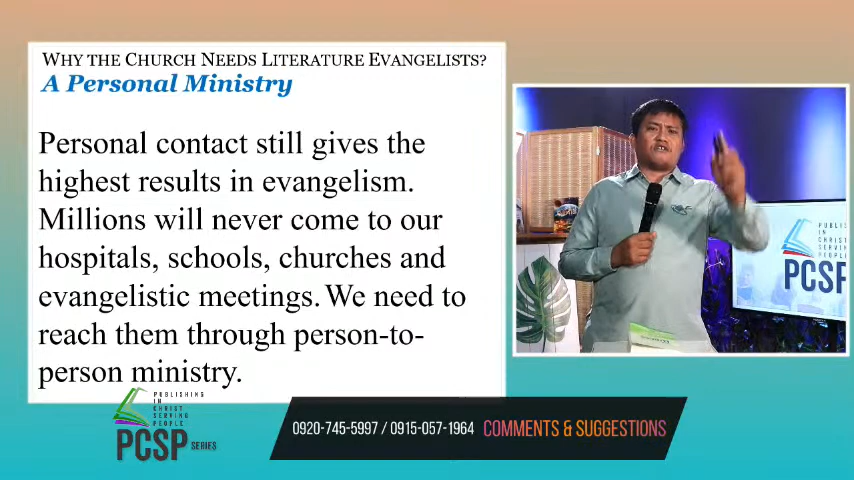 WHY THE CHURCH NEEDS LITERATURE EVANGELISTS?
A Personal Ministry
Personal contact still gives the
highest results in evangelism.
Millions will never come to our
hospitals, schools, churches and
evangelistic meetings. We need to
reach them through person-to-
person ministry.
PUBLISHING
IN
CHRIST
SERVING
PEOPLE
PCSP
PUBLISHING
IN
CHRIST
SERVING
PEOPLE
PCSP SERIES
0920-745-5997 / 0915-057-1964 COMMENTS & SUGGESTIONS